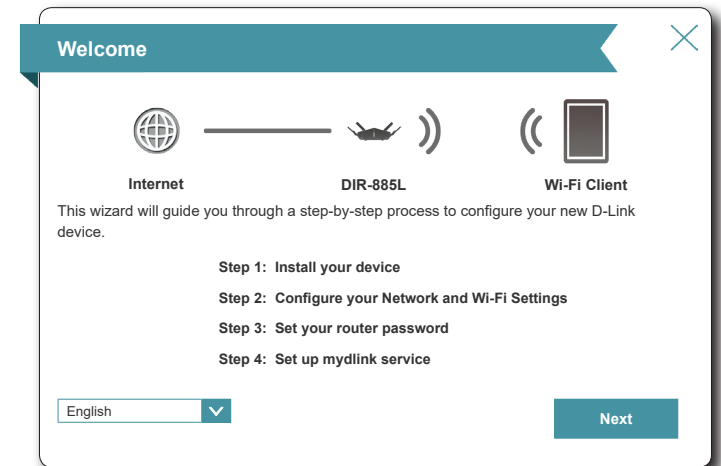 Welcome
Internet DIR-885L Wi-Fi Client
This wizard will guide you through a step-by-step process to configure your new D-Link
device.
Step 1: Install your device
Step 2: Configure your Network and Wi-Fi Settings
Step 3: Set your router password
Step 4: Set up mydlink service
English
Next